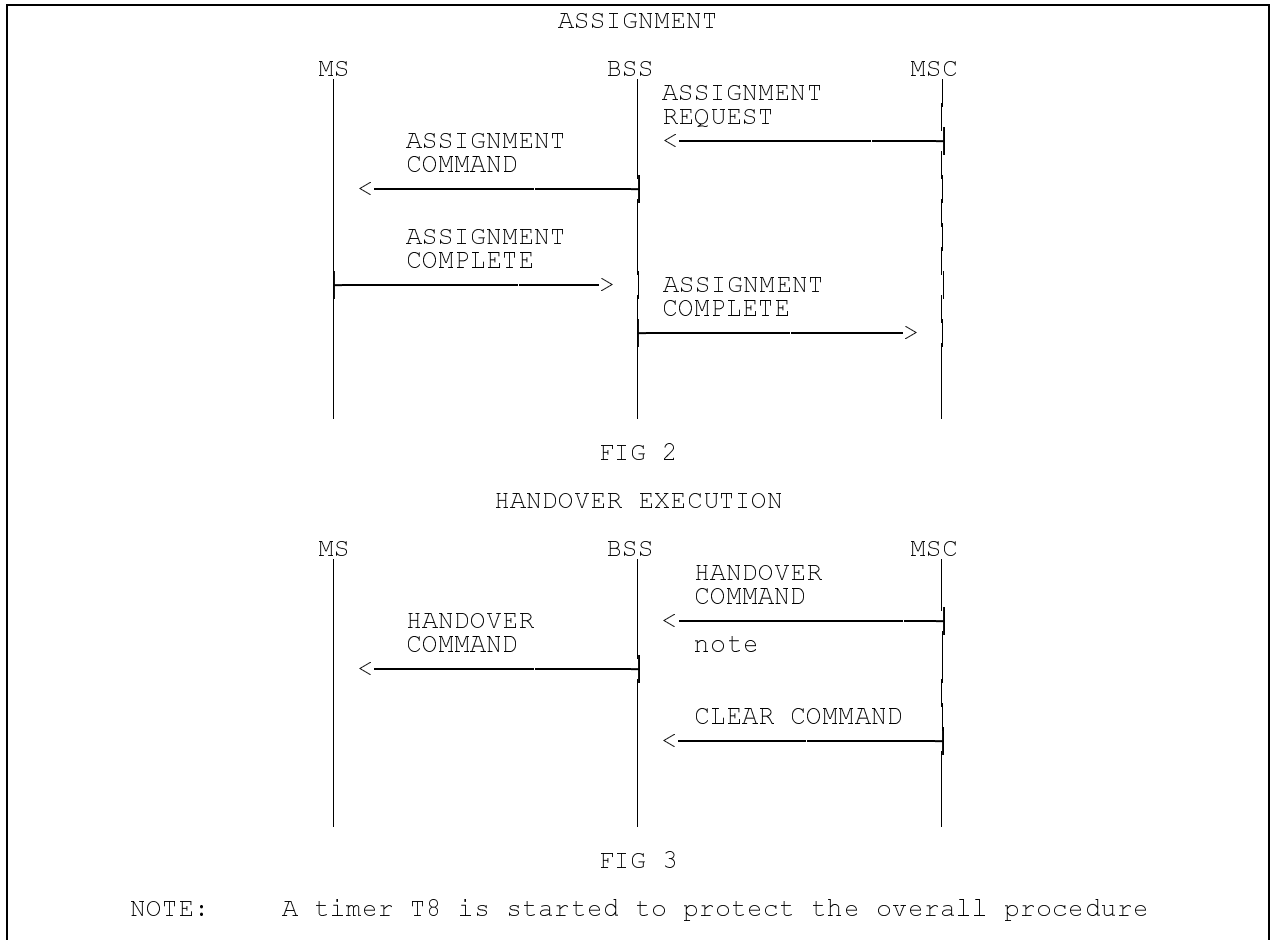 ASSIGNMENT
MS BSS MSC
ASSIGNMENT
REQUEST
<
ASSIGNMENT
COMMAND
<
ASSIGNMENT
COMPLETE
>
ASSIGNMENT
COMPLETE
>
FIG 2
HANDOVER EXECUTION
MS BSS MSC
HANDOVER
COMMAND
<
note
HANDOVER
COMMAND
<
CLEAR COMMAND
<
FIG 3
NOTE: A timer T8 is started to protect the overall procedure